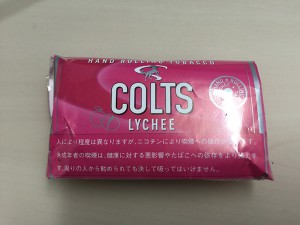 HAND ROLLING TOBACCO
COLTS
LYCHEE
人により程度は異なりますが、ニコチンにより喫煙への依存が
未成年者の喫煙は、健康に対する悪影響やたばこへの依存をより
周りの人から勧められても決して吸ってはいけません。